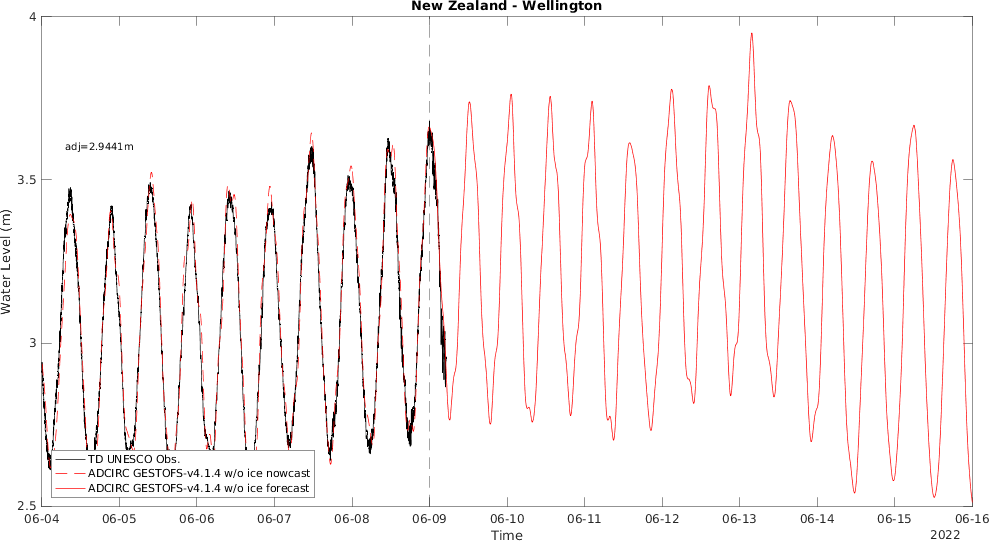 New Zealand - Wellington
4
adj=2.9441m
3.5
Water Level (m)
3
TD UNESCO Obs.
ADCIRC GESTOFS-v4.1.4 w/o ice nowcast
ADCIRC GESTOFS-v4.1.4 w/o ice forecast
2.5
06-04 06-05 06-06 06-07 06-08 06-09 06-10 06-11 06-12 06-13 06-14 06-15 06-16
Time
2022